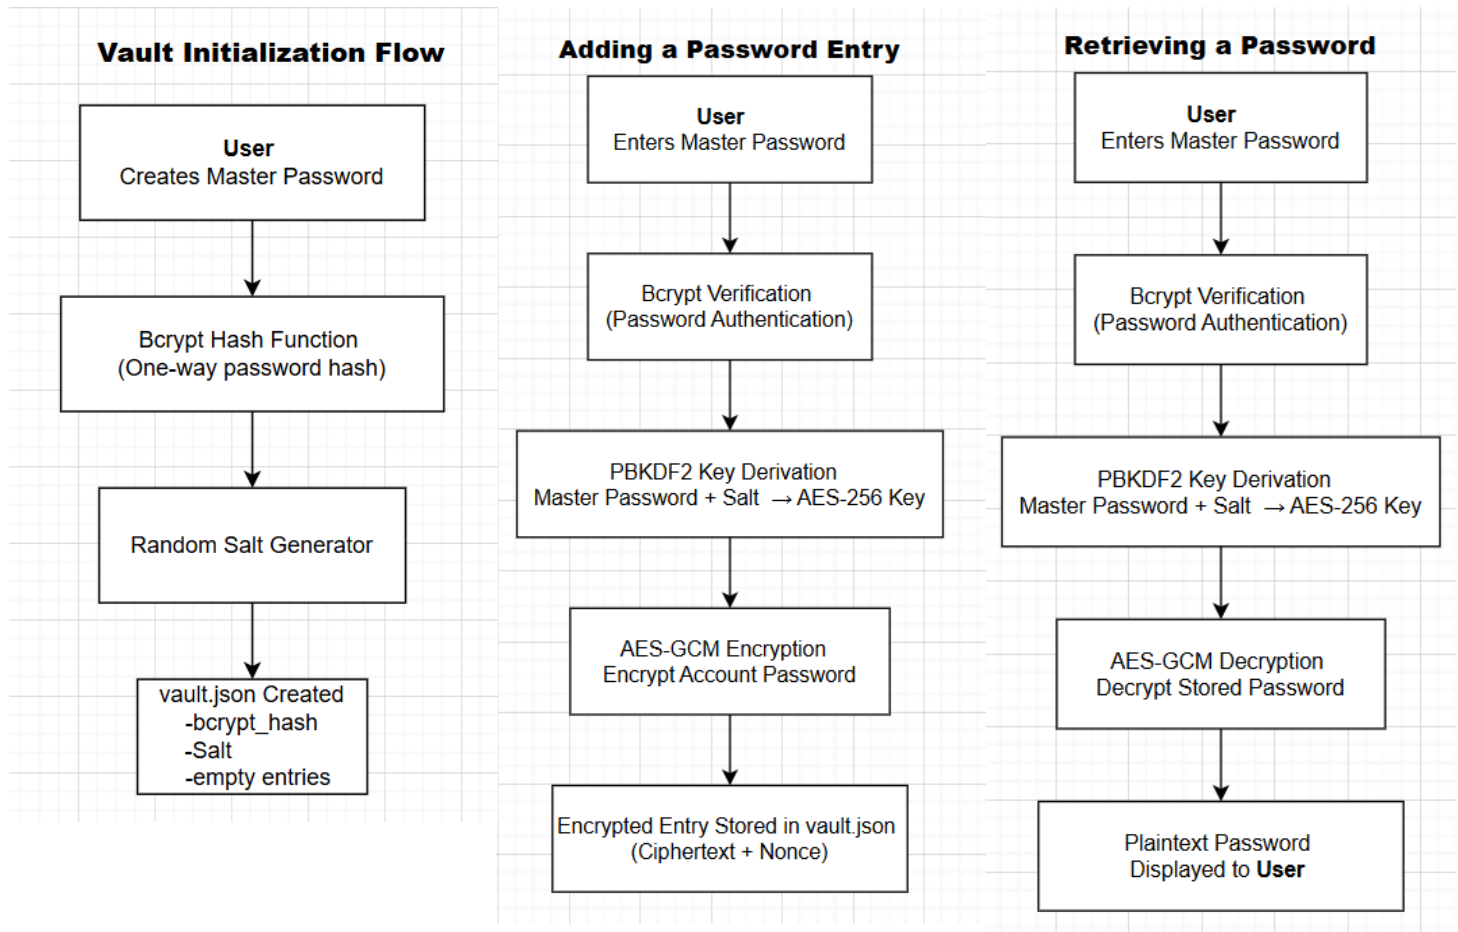 Vault Initialization Flow
User
Creates Master Password
Bcrypt Hash Function
(One-way password hash)
Random Salt Generator
vault.json Created
-bcrypt_hash
-Salt
-empty entries
Adding a Password Entry
User
Enters Master Password
Bcrypt Verification
(Password Authentication)
PBKDF2 Key Derivation
Master Password + Salt → AES-256 Key
AES-GCM Encryption
Encrypt Account Password
Encrypted Entry Stored in vault.json
(Ciphertext + Nonce)
Retrieving a Password
User
Enters Master Password
Bcrypt Verification
(Password Authentication)
PBKDF2 Key Derivation
Master Password + Salt → AES-256 Key
AES-GCM Decryption
Decrypt Stored Password
Plaintext Password
Displayed to User